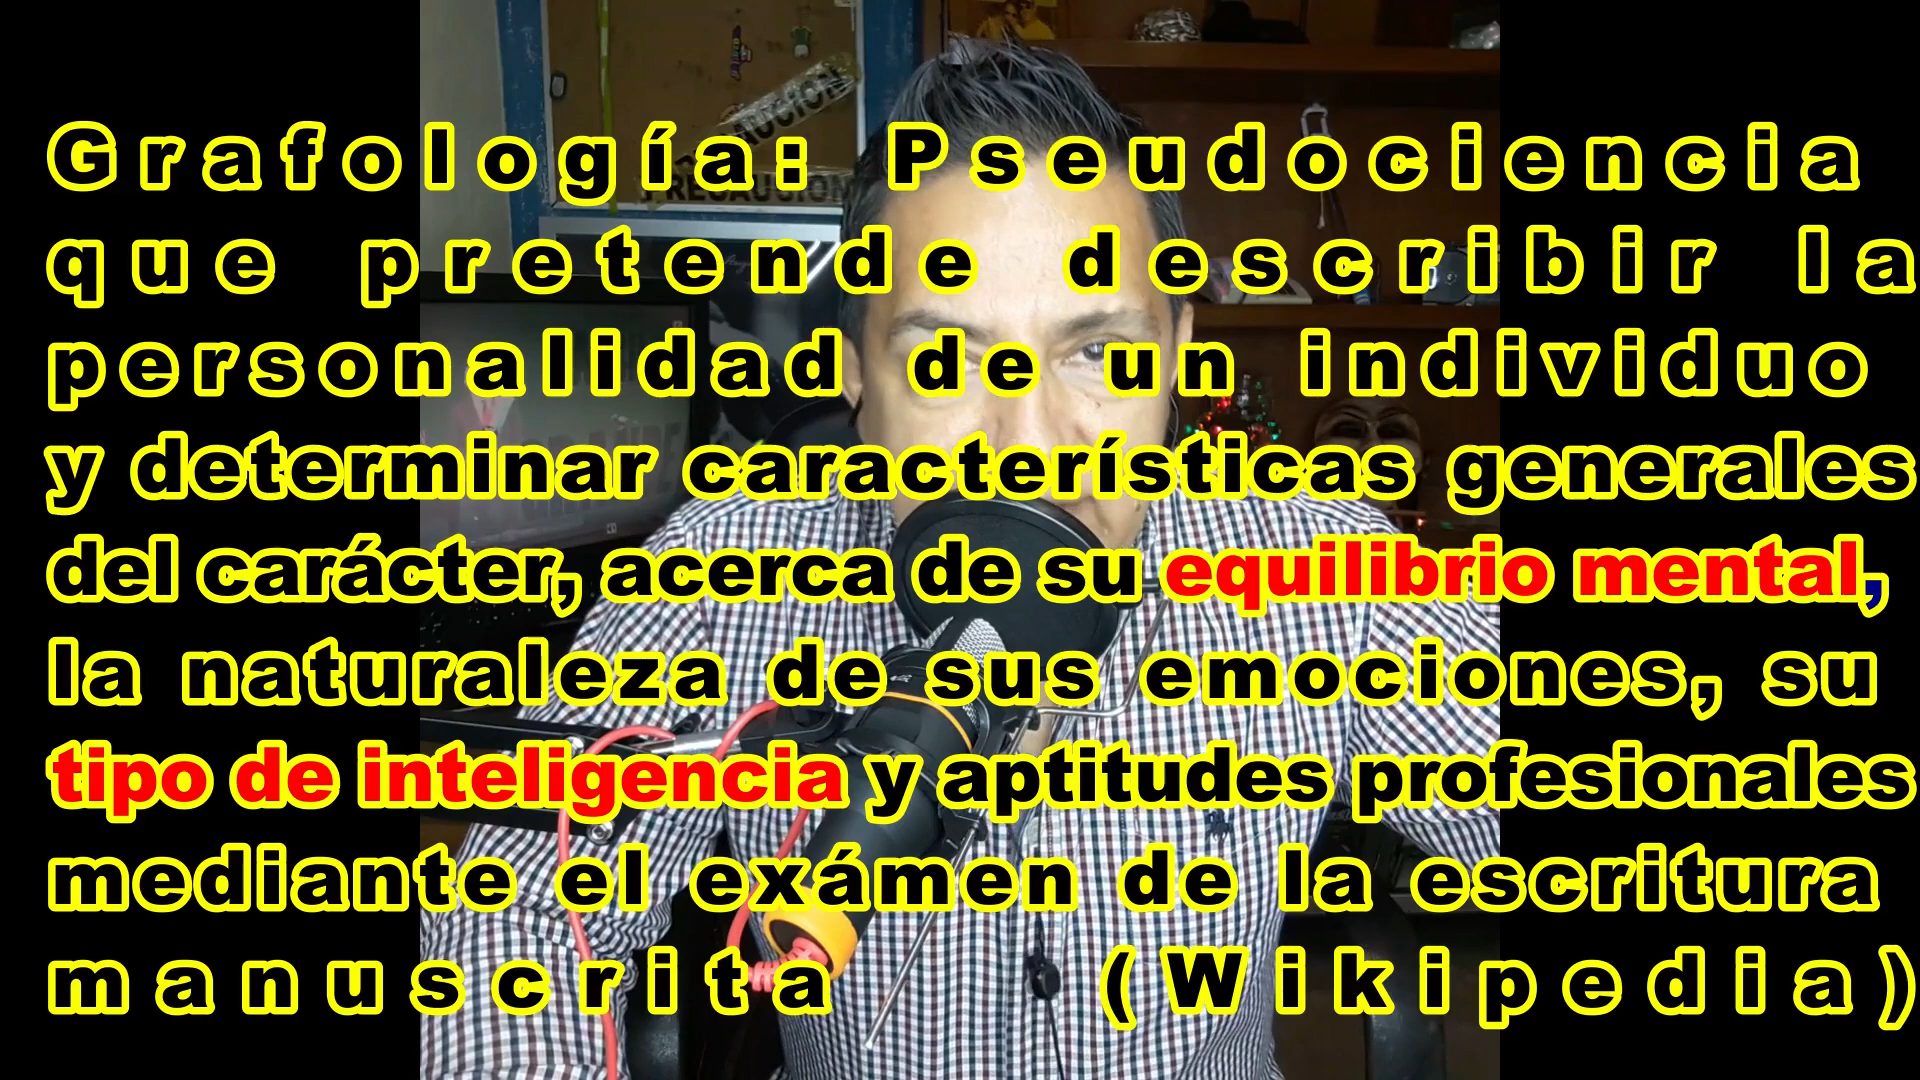 Grafología: Pseudociencia
que pretende describir la
personalidad de un individuo
y determinar características generales
del carácter, acerca de su equilibrio mental,
la naturaleza de sus emociones, su
tipo de inteligencia y aptitudes profesionales
mediante el exámen de la escritura
manuscrita (Wikipedia)
PRECAUCIÓN